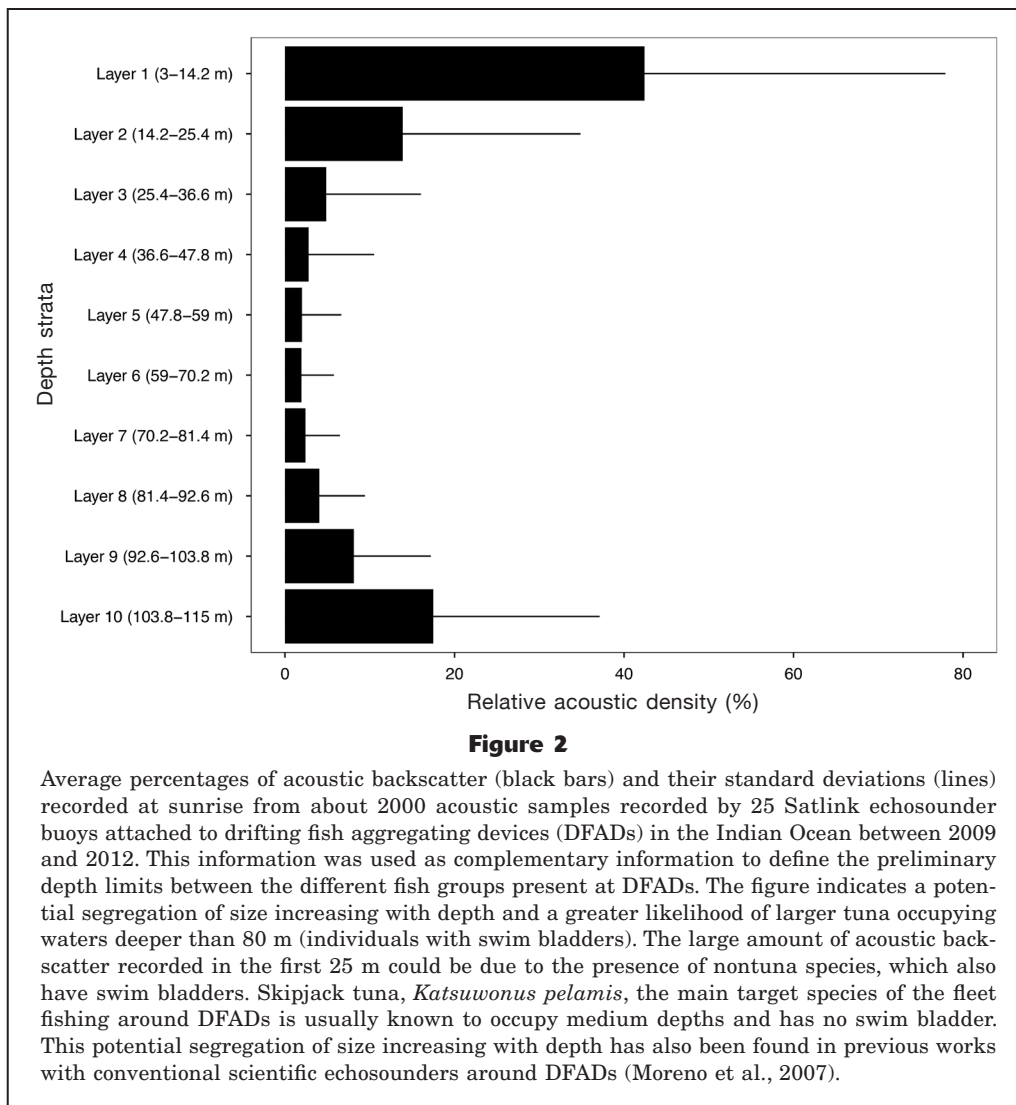 Layer 1 (3–14.2 m)
Layer 2 (14.2–25.4 m)
Layer 3 (25.4–36.6 m)
Layer 4 (36.6–47.8 m)
Layer 5 (47.8–59 m)
Layer 6 (59–70.2 m)
Layer 7 (70.2–81.4 m)
Layer 8 (81.4–92.6 m)
Layer 9 (92.6–103.8 m)
Layer 10 (103.8–115 m)
Depth strata
0 20 40 60 80
Relative acoustic density (%)
Figure 2
Average percentages of acoustic backscatter (black bars) and their standard deviations (lines)
recorded at sunrise from about 2000 acoustic samples recorded by 25 Satlink echosounder
buoys attached to drifting fish aggregating devices (DFADs) in the Indian Ocean between 2009
and 2012. This information was used as complementary information to define the preliminary
depth limits between the different fish groups present at DFADs. The figure indicates a poten-
tial segregation of size increasing with depth and a greater likelihood of larger tuna occupying
waters deeper than 80 m (individuals with swim bladders). The large amount of acoustic back-
scatter recorded in the first 25 m could be due to the presence of nontuna species, which also
have swim bladders. Skipjack tuna, Katsuwonus pelamis, the main target species of the fleet
fishing around DFADs is usually known to occupy medium depths and has no swim bladder.
This potential segregation of size increasing with depth has also been found in previous works
with conventional scientific echosounders around DFADs (Moreno et al., 2007).